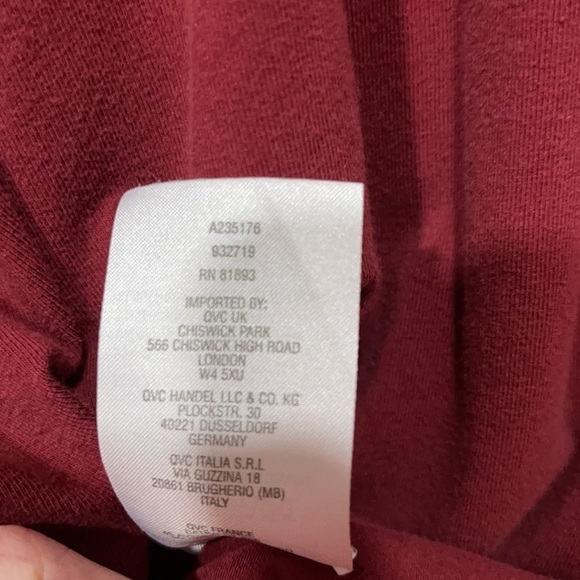 A235176
932719
RN 81893
IMPORTED BY:
QVC UK
CHISWICK PARK
566 CHISWICK HIGH ROAD
LONDON
W4 5XU
QVC HANDEL LLC & CO. KG
PLOCKSTR. 30
40221 DUSSELDORF
GERMANY
QVC ITALIA S.R.L
VIA GUZZINA 18
20861 BRUGHERIO (MB)
ITALY
QVC FRANCE